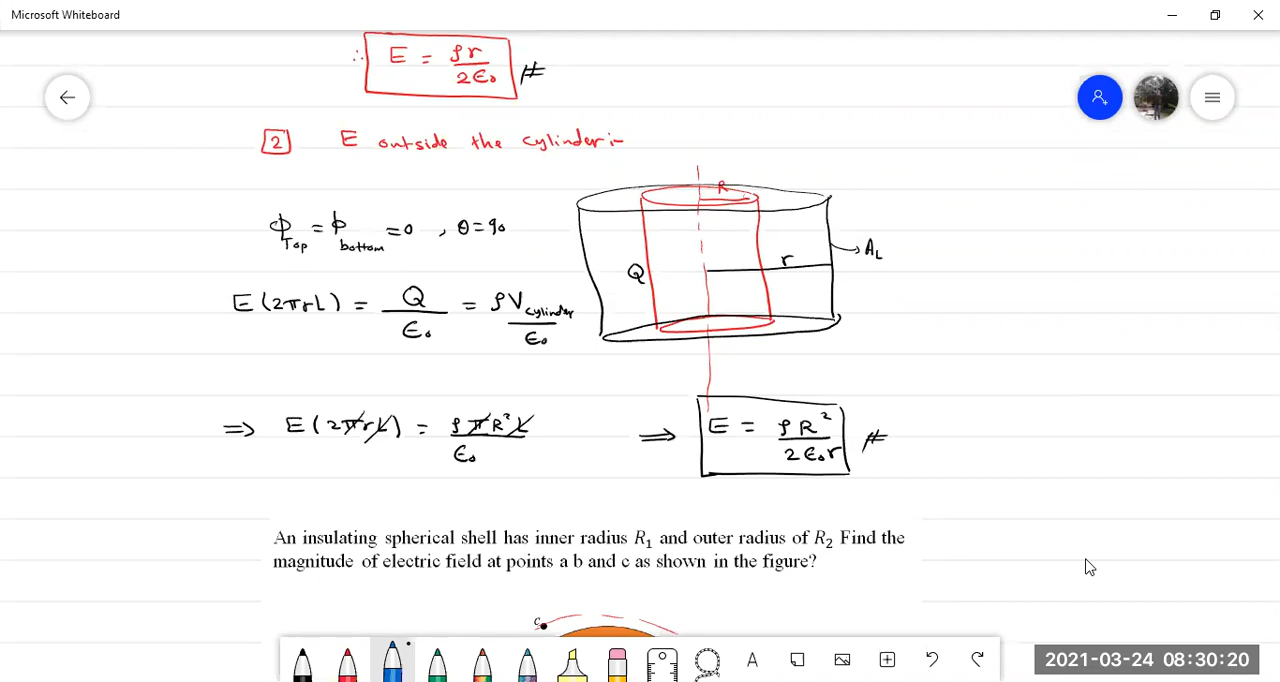 Microsoft Whiteboard
∴ E = ρr / 2ε₀ #
2 E outside the cylinder:-
R
Φ_Top = Φ_bottom = 0 , θ = 90
A_L
r
Q
E (2πrL) = Q / ε₀ = ρV_cylinder / ε₀
⇒ E (2πrL) = ρπR²L / ε₀ ⇒ E = ρR² / 2ε₀r #
An insulating spherical shell has inner radius R₁ and outer radius of R₂ Find the
magnitude of electric field at points a b and c as shown in the figure?
c
A
2021-03-24 08:30:20